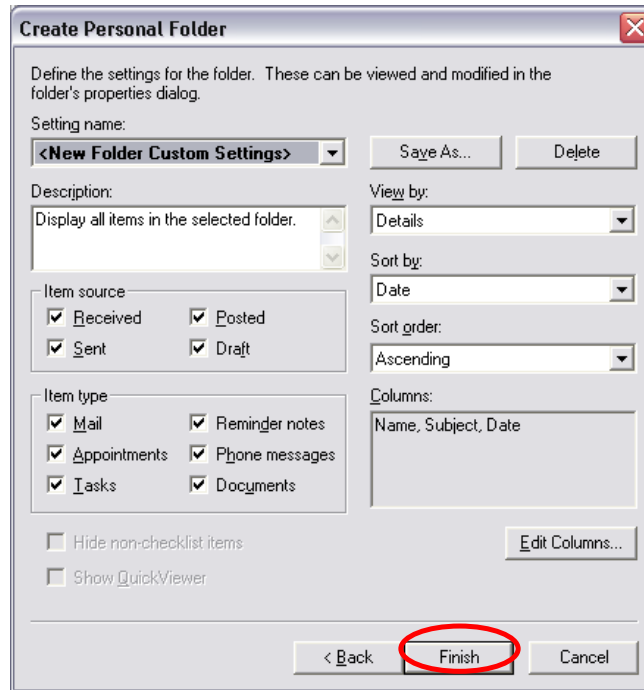 Create Personal Folder
Define the settings for the folder. These can be viewed and modified in the
folder's properties dialog.
Setting name:
<New Folder Custom Settings>
Save As...
Delete
Description:
Display all items in the selected folder.
View by:
Details
Sort by:
Date
Sort order:
Ascending
Item source
Received
Posted
Sent
Draft
Item type
Mail
Reminder notes
Appointments
Phone messages
Tasks
Documents
Columns:
Name, Subject, Date
Hide non-checklist items
Show QuickViewer
Edit Columns...
< Back
Finish
Cancel